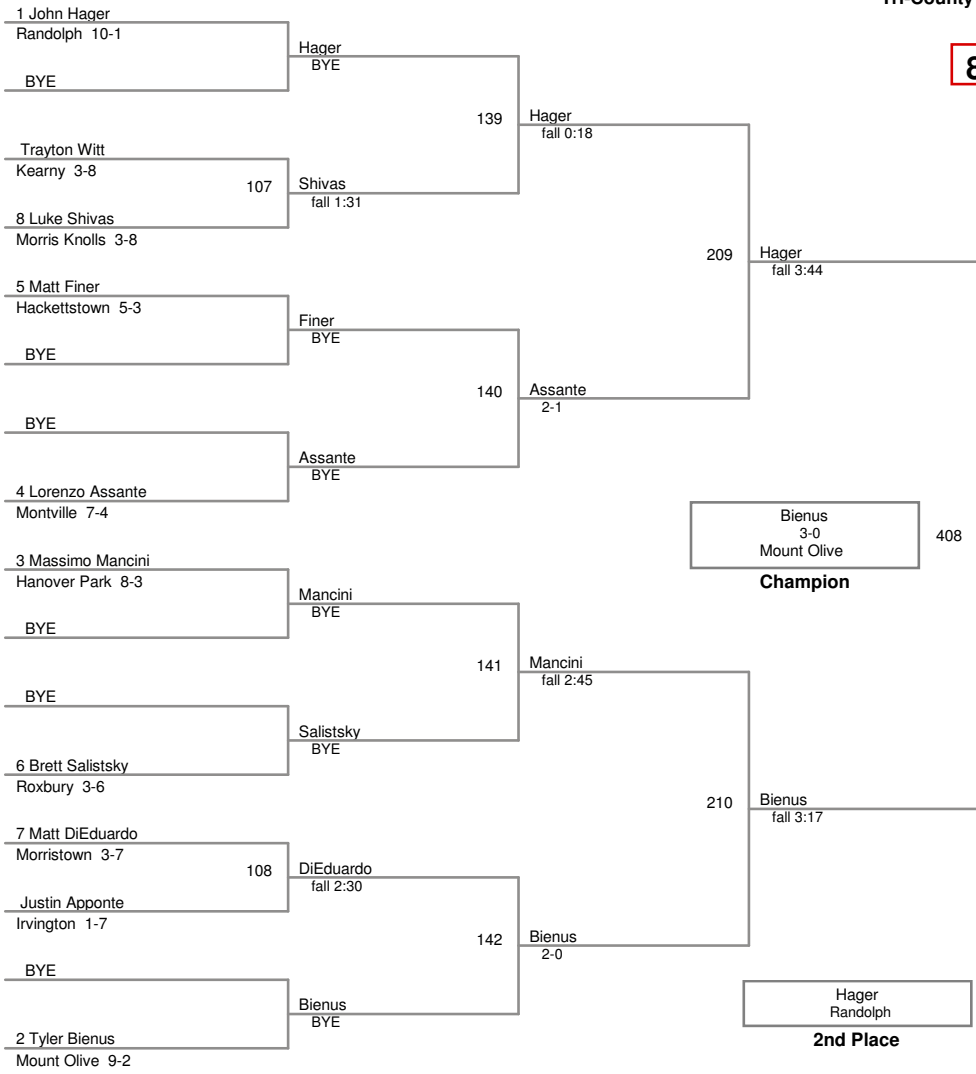 Tri-County
8
1 John Hager
Randolph 10-1
BYE
Trayton Witt
Kearny 3-8
8 Luke Shivas
Morris Knolls 3-8
5 Matt Finer
Hackettstown 5-3
BYE
BYE
4 Lorenzo Assante
Montville 7-4
3 Massimo Mancini
Hanover Park 8-3
BYE
BYE
6 Brett Salistsky
Roxbury 3-6
7 Matt DiEduardo
Morristown 3-7
Justin Apponte
Irvington 1-7
BYE
2 Tyler Bienus
Mount Olive 9-2
107
108
Hager
BYE
Shivas
fall 1:31
Finer
BYE
Assante
BYE
Mancini
BYE
Salistsky
BYE
DiEduardo
fall 2:30
Bienus
BYE
139
140
141
142
Hager
fall 0:18
Assante
2-1
Mancini
fall 2:45
Bienus
2-0
209
210
Hager
fall 3:44
Bienus
fall 3:17
Bienus
3-0
Mount Olive
408
Champion
Hager
Randolph
2nd Place